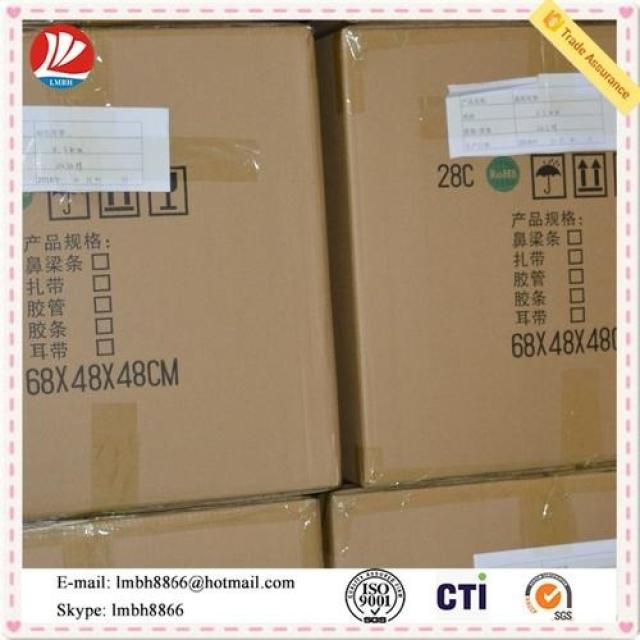 LMBH
Trade Assurance
28C
RoHS
产品规格:
鼻梁条
扎带
胶管
胶条
耳带
68X48X48CM
产品规格:
鼻梁条
扎带
胶管
胶条
耳带
68X48X48C
E-mail: lmbh8866@hotmail.com
Skype: lmbh8866
ISO
9001
CTI
SGS
SGS